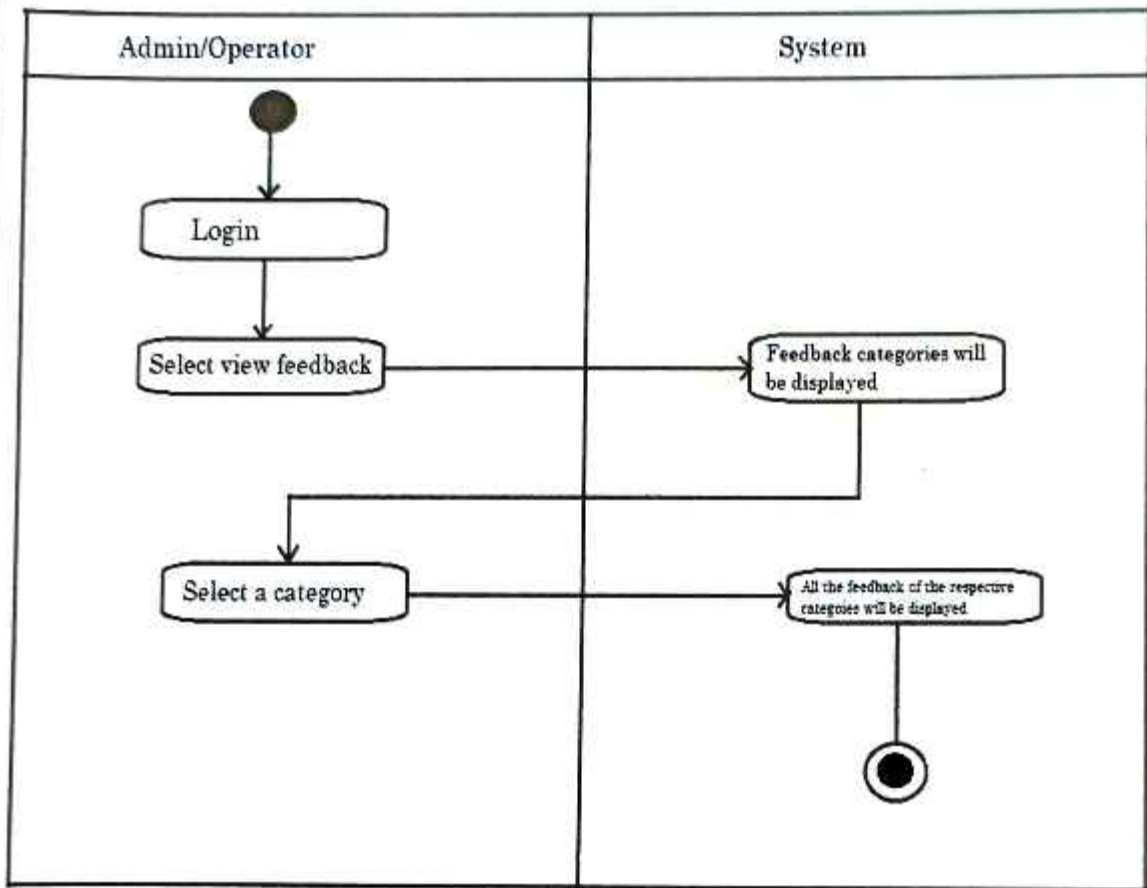 Admin/Operator
System
Login
Select view feedback
Feedback categories will
be displayed
Select a category
All the feedback of the respective
categories will be displayed